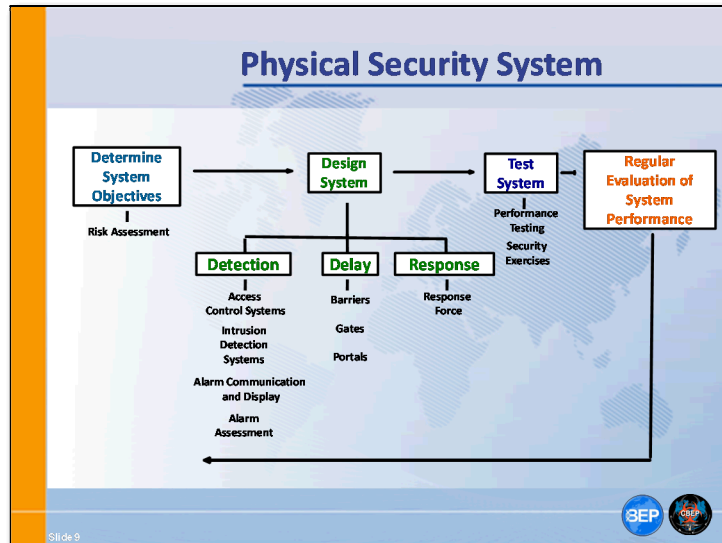 Physical Security System
Determine
System
Objectives
Risk Assessment
Design
System
Test
System
Performance
Testing
Security
Exercises
Regular
Evaluation of
System
Performance
Detection
Access
Control Systems
Intrusion
Detection
Systems
Alarm Communication
and Display
Alarm
Assessment
Delay
Barriers
Gates
Portals
Response
Response
Force
BEP
CBEP
Slide 9